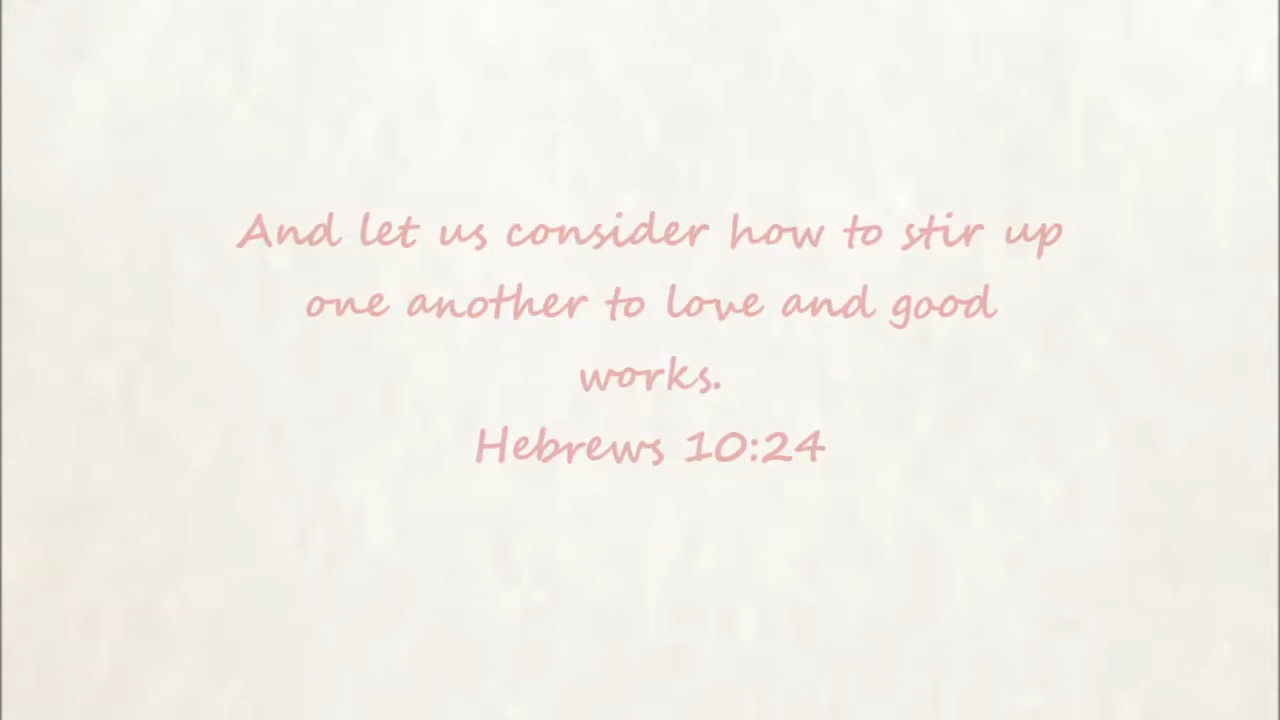 And let us consider how to stir up
one another to love and good
works.
Hebrews 10:24